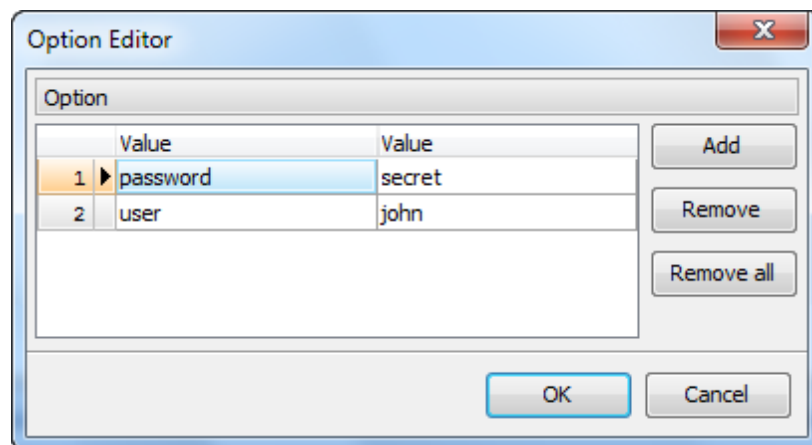 Option Editor
Option
Value Value
1 password secret
2 user john
Add
Remove
Remove all
OK Cancel